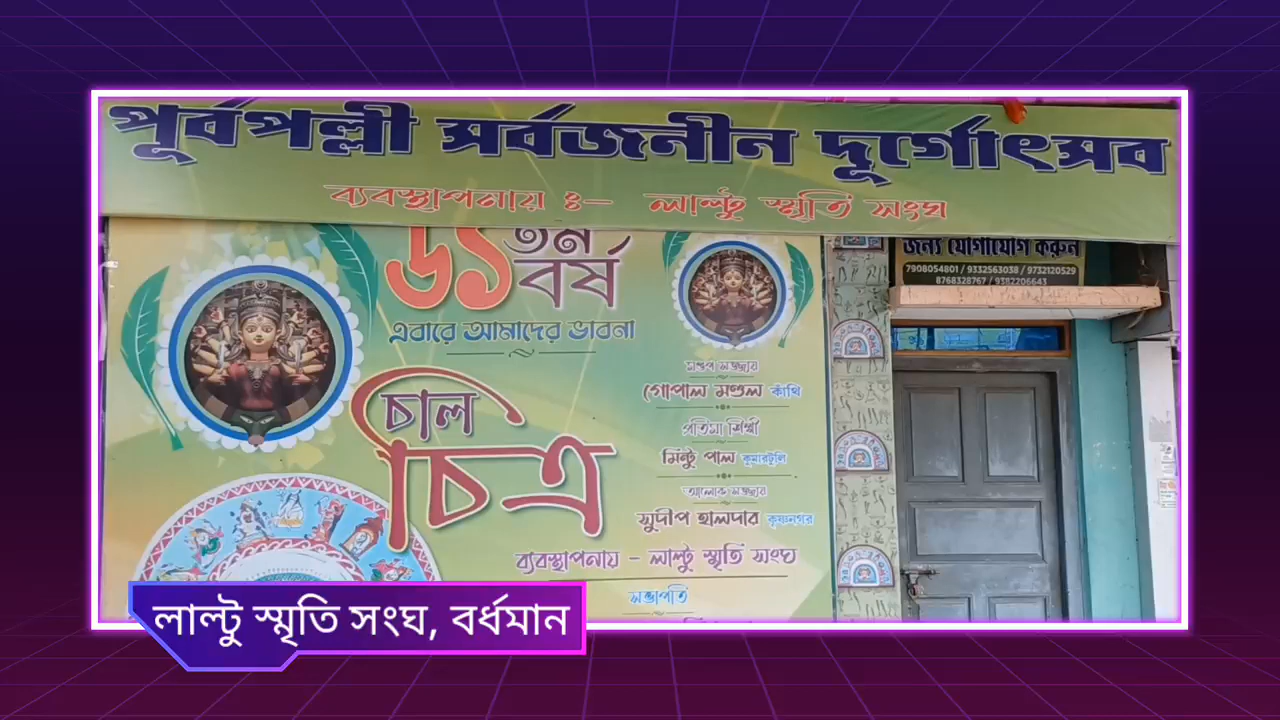 পূর্বপল্লী সর্বজনীন দুর্গোৎসব
ব্যবস্থাপনায় ঃ– লাল্টু স্মৃতি সংঘ
৬১তম বর্ষ
এবারে আমাদের ভাবনা
চাল
চিত্র
মণ্ডপ সজ্জায়
গোপাল মণ্ডল কাঁথি
প্রতিমা শিল্পী
মিন্টু পাল কুমারটুলি
আলোক সজ্জায়
সুদীপ হালদার কৃষ্ণনগর
ব্যবস্থাপনায় - লাল্টু স্মৃতি সংঘ
সভাপতি
জন্য যোগাযোগ করুন
7908054801 / 9332563038 / 9732120529
8768328767 / 9382206643
লাল্টু স্মৃতি সংঘ, বর্ধমান